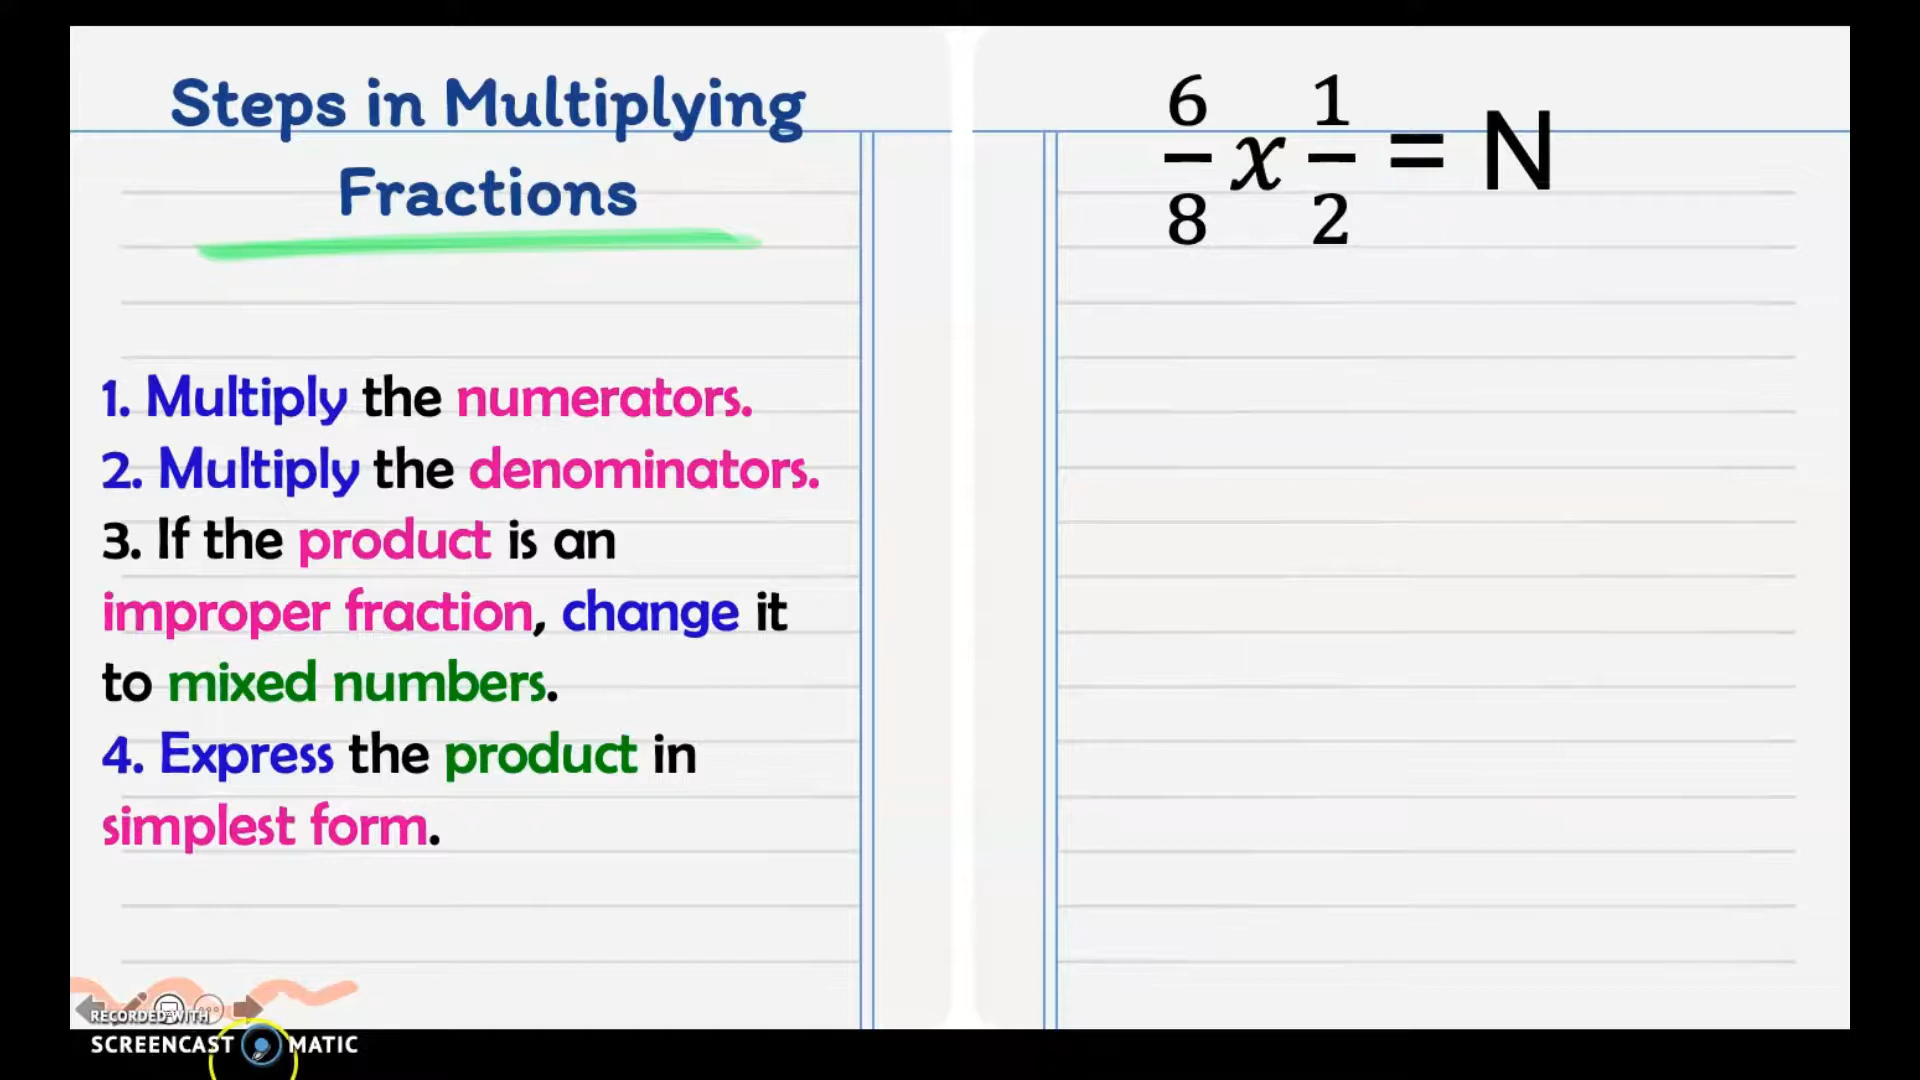 Steps in Multiplying
Fractions
1. Multiply the numerators.
2. Multiply the denominators.
3. If the product is an
improper fraction, change it
to mixed numbers.
4. Express the product in
simplest form.
6/8 x 1/2 = N
RECORDED WITH
SCREENCAST MATIC